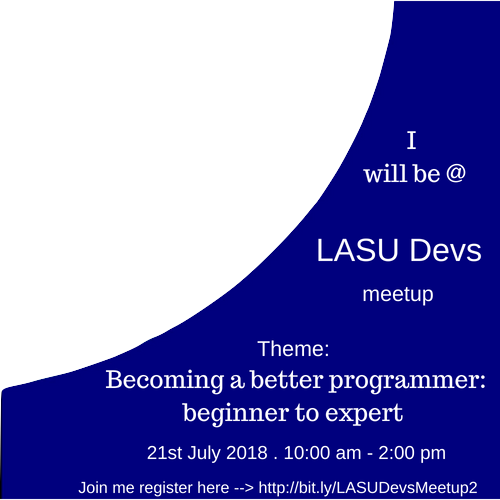 I
will be @
LASU Devs
meetup
Theme:
Becoming a better programmer:
beginner to expert
21st July 2018 . 10:00 am - 2:00 pm
Join me register here --> http://bit.ly/LASUDevsMeetup2